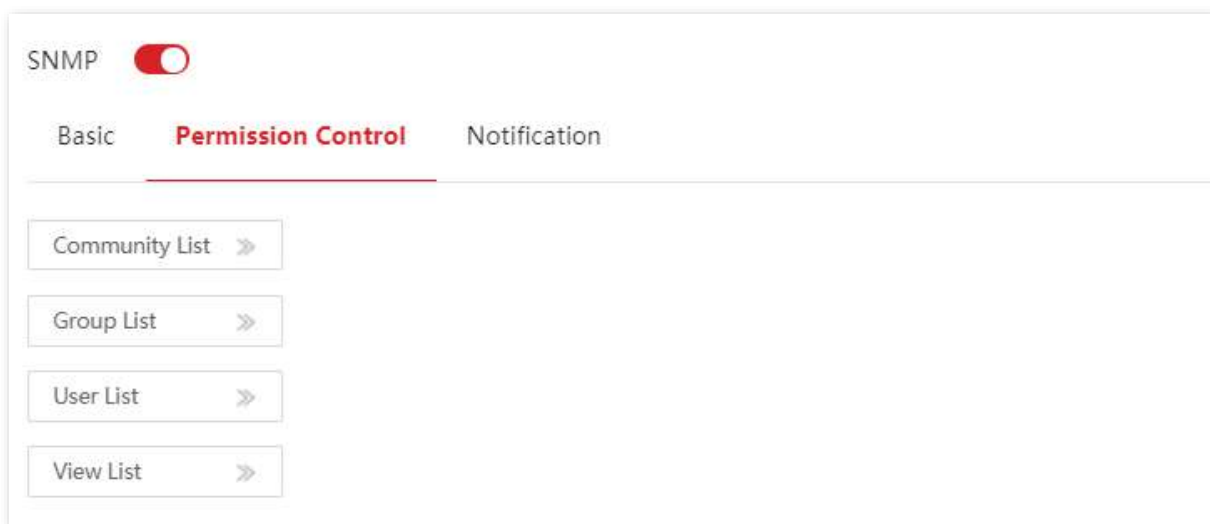 SNMP
Basic Permission Control Notification
Community List
Group List
User List
View List